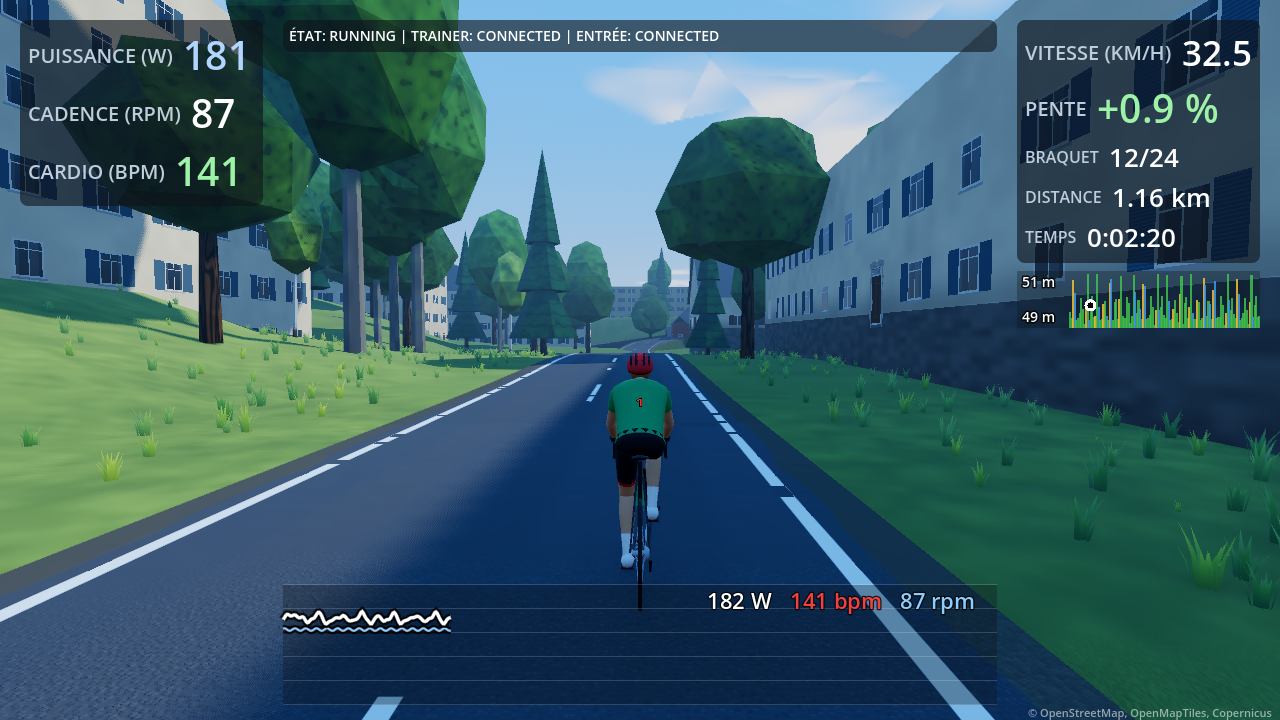 PUISSANCE (W) 181
CADENCE (RPM) 87
CARDIO (BPM) 141
ÉTAT: RUNNING | TRAINER: CONNECTED | ENTRÉE: CONNECTED
VITESSE (KM/H) 32.5
PENTE +0.9 %
BRAQUET 12/24
DISTANCE 1.16 km
TEMPS 0:02:20
51 m
49 m
1
182 W 141 bpm 87 rpm
© OpenStreetMap, OpenMapTiles, Copernicus